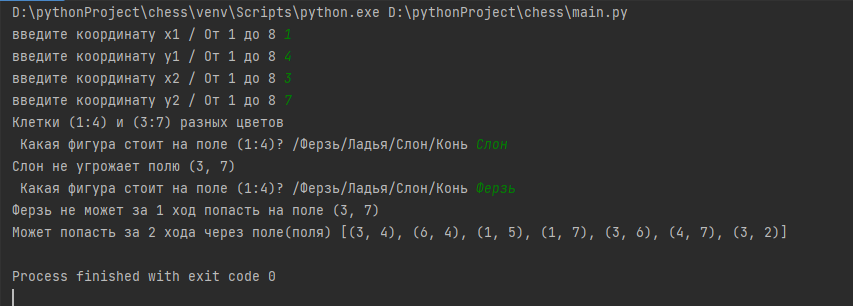 D:\pythonProject\chess\venv\Scripts\python.exe D:\pythonProject\chess\main.py
введите координату x1 / От 1 до 8 1
введите координату y1 / От 1 до 8 4
введите координату x2 / От 1 до 8 3
введите координату y2 / От 1 до 8 7
Клетки (1:4) и (3:7) разных цветов
 Какая фигура стоит на поле (1:4)? /Ферзь/Ладья/Слон/Конь Слон
Слон не угрожает полю (3, 7)
 Какая фигура стоит на поле (1:4)? /Ферзь/Ладья/Слон/Конь Ферзь
Ферзь не может за 1 ход попасть на поле (3, 7)
Может попасть за 2 хода через поле(поля) [(3, 4), (6, 4), (1, 5), (1, 7), (3, 6), (4, 7), (3, 2)]
Process finished with exit code 0